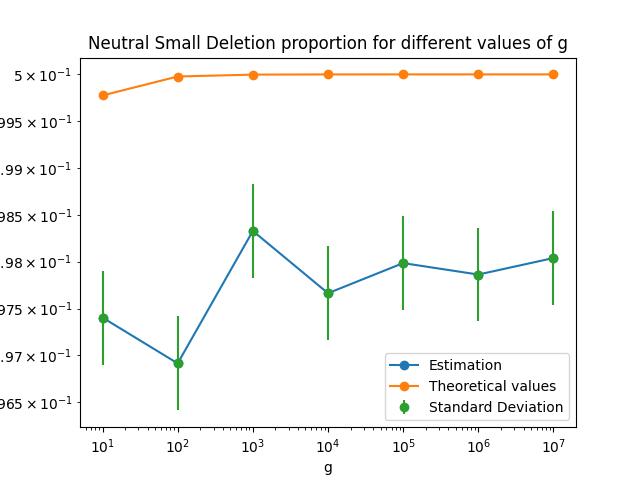 Neutral Small Deletion proportion for different values of g
5 × 10⁻¹
995 × 10⁻¹
.99 × 10⁻¹
985 × 10⁻¹
.98 × 10⁻¹
975 × 10⁻¹
.97 × 10⁻¹
965 × 10⁻¹
Estimation
Theoretical values
Standard Deviation
10¹ 10² 10³ 10⁴ 10⁵ 10⁶ 10⁷
g